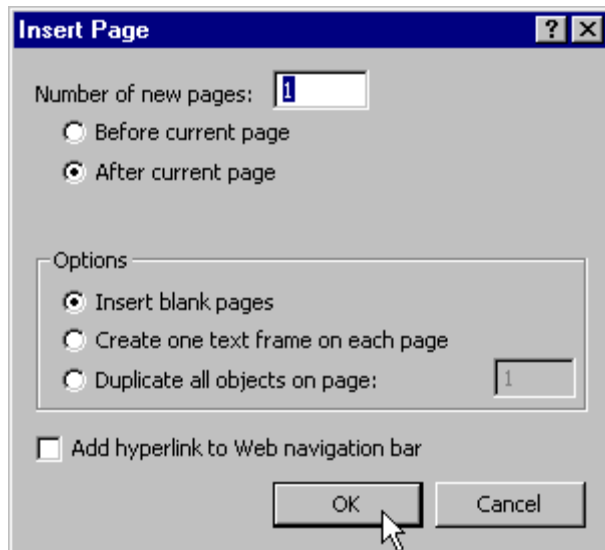 Insert Page
Number of new pages: 1
Before current page
After current page
Options
Insert blank pages
Create one text frame on each page
Duplicate all objects on page: 1
Add hyperlink to Web navigation bar
OK Cancel